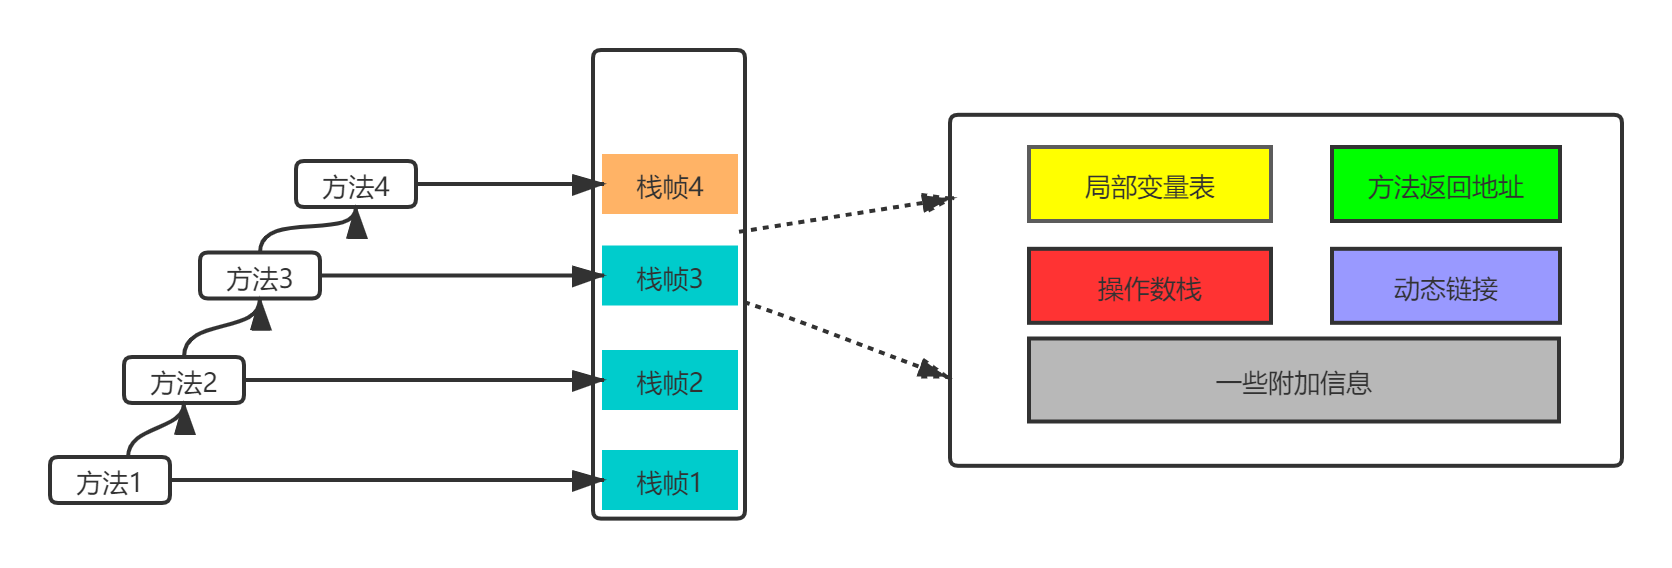 方法4
栈帧4
局部变量表
方法返回地址
方法3
栈帧3
操作数栈
动态链接
方法2
栈帧2
一些附加信息
方法1
栈帧1